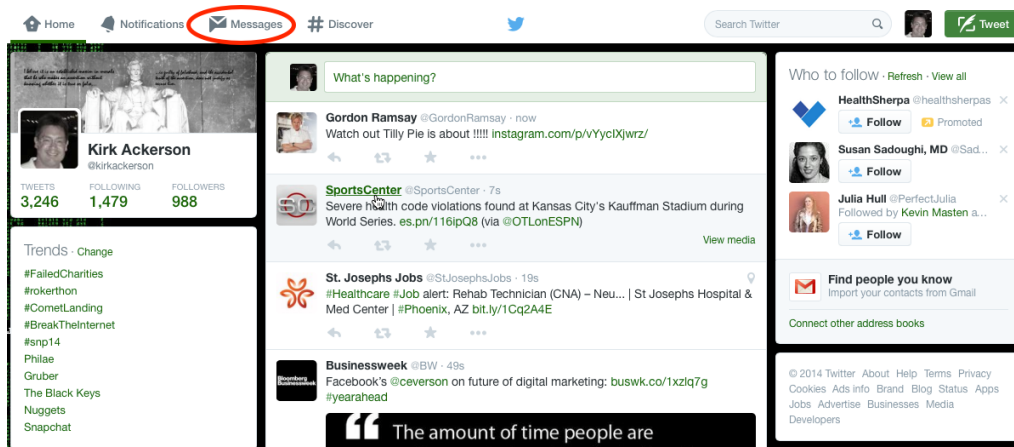 Home Notifications Messages # Discover Search Twitter Tweet
Kirk Ackerson
@kirkackerson
TWEETS FOLLOWING FOLLOWERS
3,246 1,479 988
Trends · Change
#FailedCharities
#rokerthon
#CometLanding
#BreakTheInternet
#snp14
Philae
Gruber
The Black Keys
Nuggets
Snapchat
What's happening?
Gordon Ramsay @GordonRamsay · now
Watch out Tilly Pie is about !!!!! instagram.com/p/vYycIXjwrz/
SportsCenter @SportsCenter · 7s
Severe health code violations found at Kansas City's Kauffman Stadium during
World Series. es.pn/116ipQ8 (via @OTLonESPN)
View media
St. Josephs Jobs @StJosephsJobs · 19s
#Healthcare #Job alert: Rehab Technician (CNA) – Neu... | St Josephs Hospital &
Med Center | #Phoenix, AZ bit.ly/1Cq2A4E
Bloomberg
Businessweek
Businessweek @BW · 49s
Facebook's @ceverson on future of digital marketing: buswk.co/1xzlq7g
#yearahead
The amount of time people are
Who to follow · Refresh · View all
HealthSherpa @healthsherpas
Follow Promoted
Susan Sadoughi, MD @Sad...
Follow
Julia Hull @PerfectJulia
Followed by Kevin Masten a...
Follow
Find people you know
Import your contacts from Gmail
Connect other address books
© 2014 Twitter About Help Terms Privacy
Cookies Ads info Brand Blog Status Apps
Jobs Advertise Businesses Media
Developers